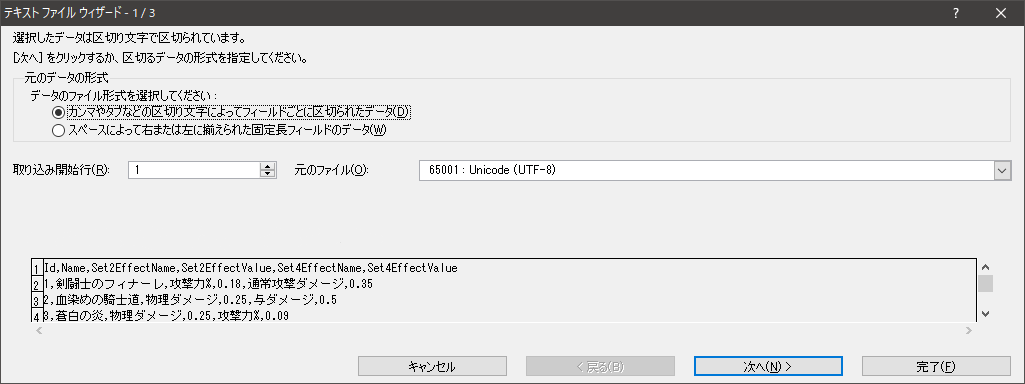 テキスト ファイル ウィザード - 1 / 3
選択したデータは区切り文字で区切られています。
[次へ] をクリックするか、区切るデータの形式を指定してください。
元のデータの形式
データのファイル形式を選択してください：
カンマやタブなどの区切り文字によってフィールドごとに区切られたデータ(D)
スペースによって右または左に揃えられた固定長フィールドのデータ(W)
取り込み開始行(R): 1 元のファイル(O): 65001 : Unicode (UTF-8)
1 Id,Name,Set2EffectName,Set2EffectValue,Set4EffectName,Set4EffectValue
2 1,剣闘士のフィナーレ,攻撃力%,0.18,通常攻撃ダメージ,0.35
3 2,血染めの騎士道,物理ダメージ,0.25,与ダメージ,0.5
4 3,蒼白の炎,物理ダメージ,0.25,攻撃力%,0.09
キャンセル < 戻る(B) 次へ(N) > 完了(F)